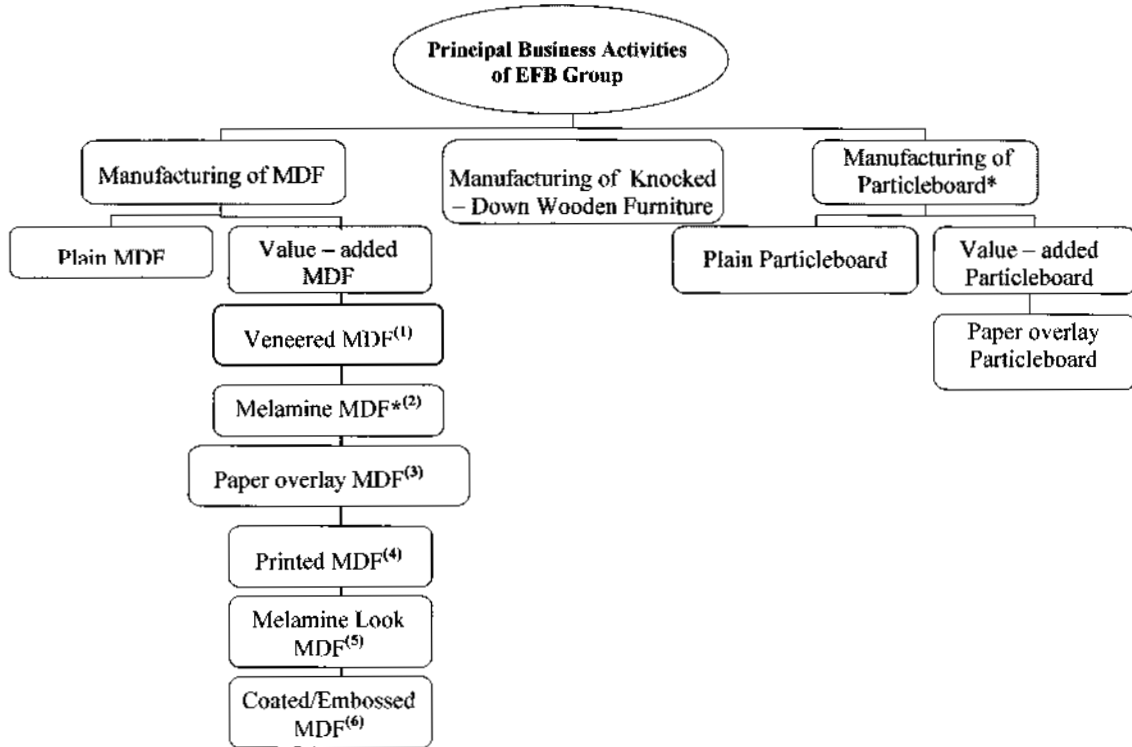 Principal Business Activities
of EFB Group
Manufacturing of MDF
Manufacturing of Knocked
– Down Wooden Furniture
Manufacturing of
Particleboard*
Plain MDF
Value – added
MDF
Plain Particleboard
Value – added
Particleboard
Veneered MDF(1)
Paper overlay
Particleboard
Melamine MDF*(2)
Paper overlay MDF(3)
Printed MDF(4)
Melamine Look
MDF(5)
Coated/Embossed
MDF(6)